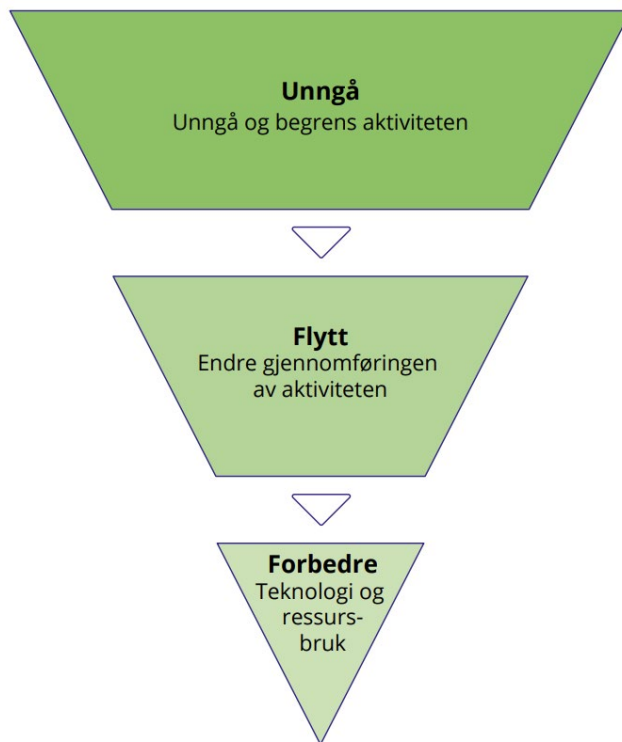 Unngå
Unngå og begrens aktiviteten
Flytt
Endre gjennomføringen
av aktiviteten
Forbedre
Teknologi og
ressurs-
bruk